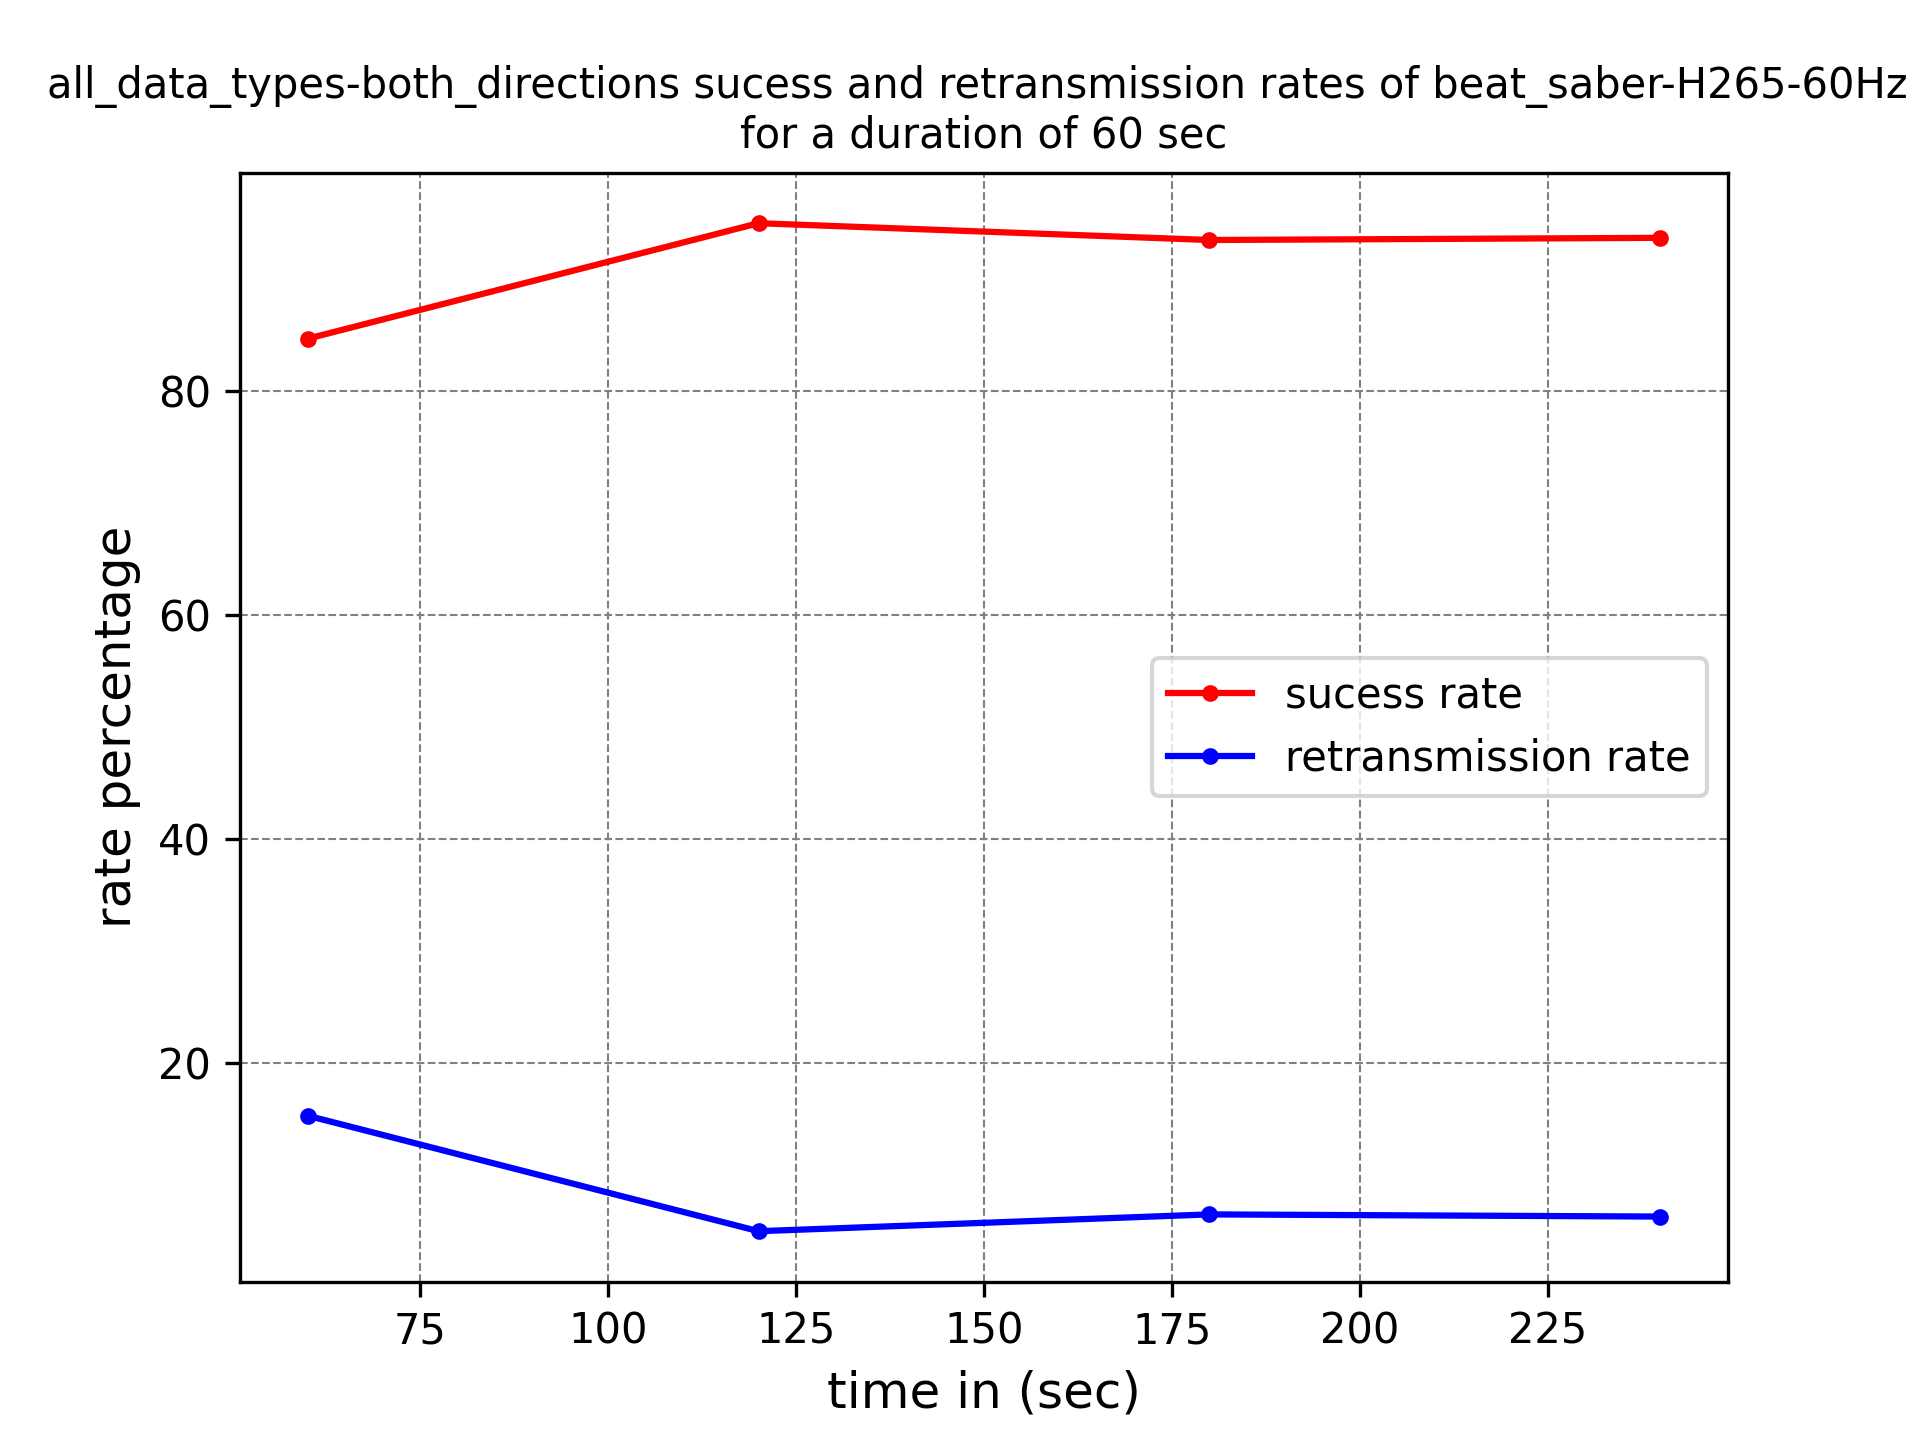 all_data_types-both_directions sucess and retransmission rates of beat_saber-H265-60Hz
for a duration of 60 sec
rate percentage
80
60
40
20
sucess rate
retransmission rate
75 100 125 150 175 200 225
time in (sec)